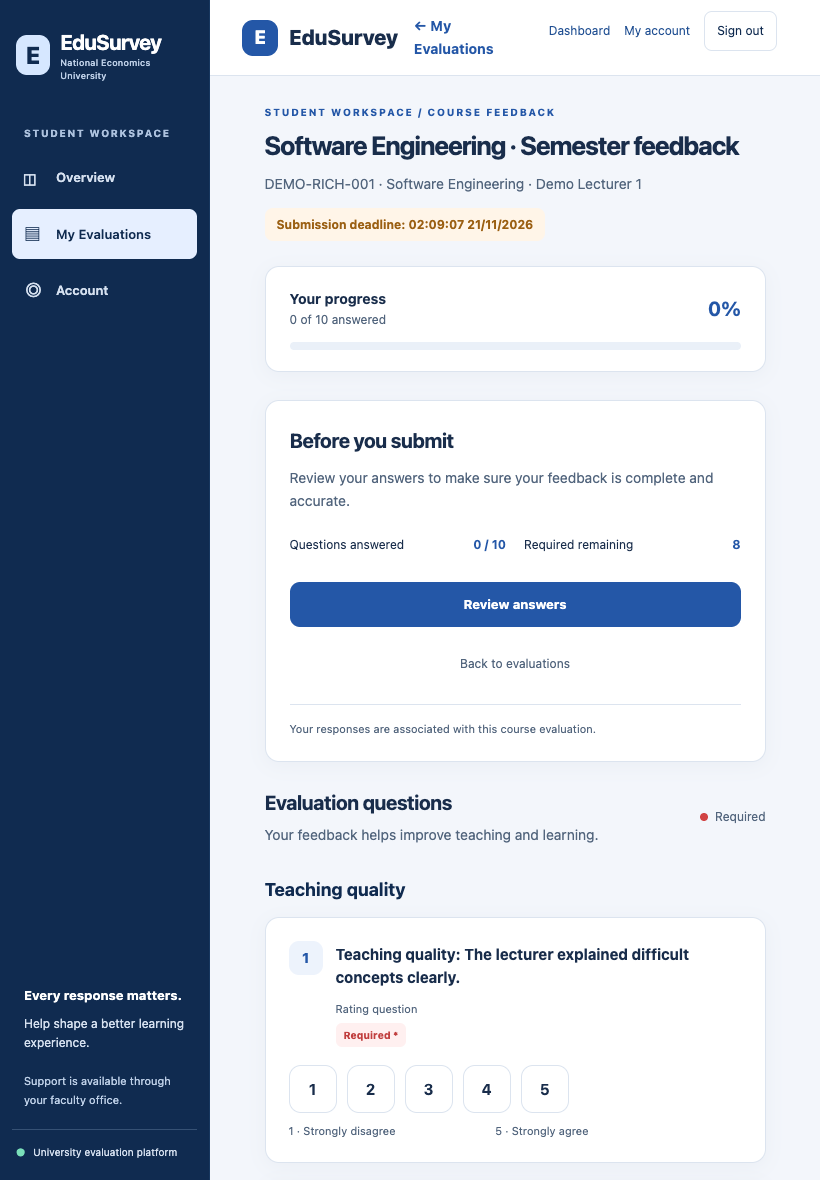 E
EduSurvey
National Economics
University
STUDENT WORKSPACE
Overview
My Evaluations
Account
Every response matters.
Help shape a better learning
experience.
Support is available through
your faculty office.
University evaluation platform
E
EduSurvey
← My
Evaluations
Dashboard
My account
Sign out
STUDENT WORKSPACE / COURSE FEEDBACK
Software Engineering · Semester feedback
DEMO-RICH-001 · Software Engineering · Demo Lecturer 1
Submission deadline: 02:09:07 21/11/2026
Your progress
0 of 10 answered
0%
Before you submit
Review your answers to make sure your feedback is complete and
accurate.
Questions answered 0 / 10 Required remaining 8
Review answers
Back to evaluations
Your responses are associated with this course evaluation.
Evaluation questions
Your feedback helps improve teaching and learning.
Required
Teaching quality
1
Teaching quality: The lecturer explained difficult
concepts clearly.
Rating question
Required *
1 2 3 4 5
1 · Strongly disagree 5 · Strongly agree